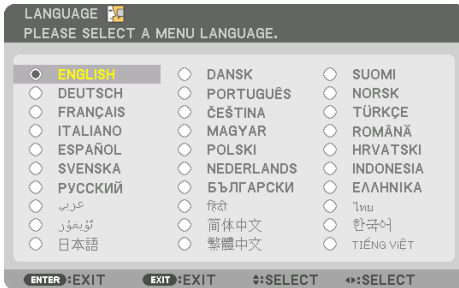 LANGUAGE
PLEASE SELECT A MENU LANGUAGE.
ENGLISH DANSK SUOMI
DEUTSCH PORTUGUÊS NORSK
FRANÇAIS ČEŠTINA TÜRKÇE
ITALIANO MAGYAR ROMÂNĂ
ESPAÑOL POLSKI HRVATSKI
SVENSKA NEDERLANDS INDONESIA
РУССКИЙ БЪЛГАРСКИ ΕΛΛΗΝΙΚΑ
عربي हिंदी ไทย
ئۇيغۇر 简体中文 한국어
日本語 繁體中文 TIẾNG VIỆT
ENTER:EXIT EXIT:EXIT :SELECT :SELECT